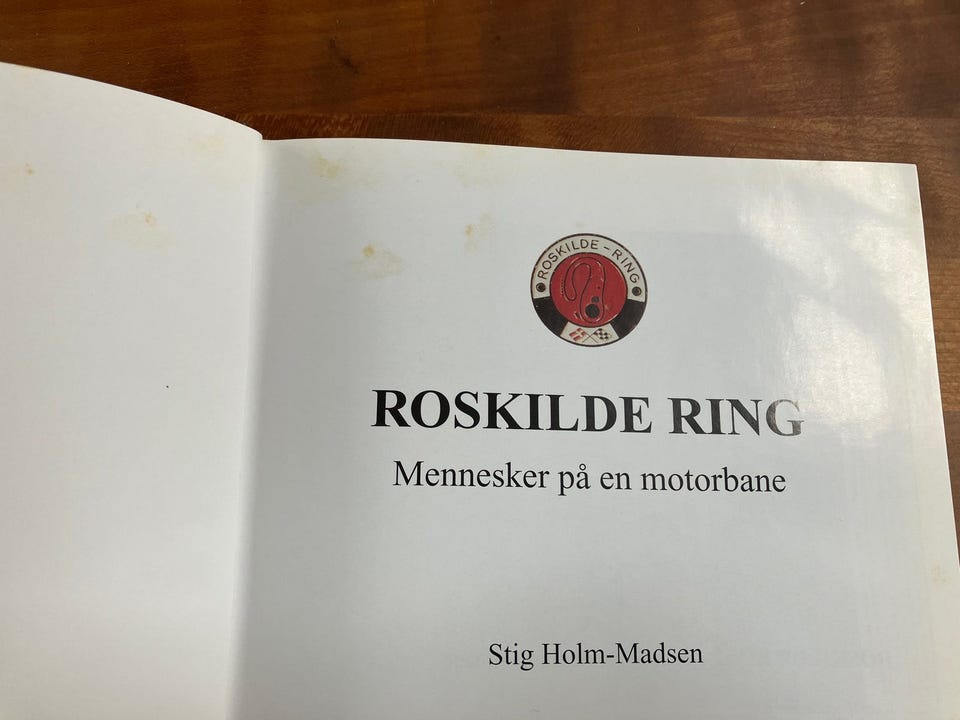 ROSKILDE-RING
ROSKILDE RING
Mennesker på en motorbane
Stig Holm-Madsen